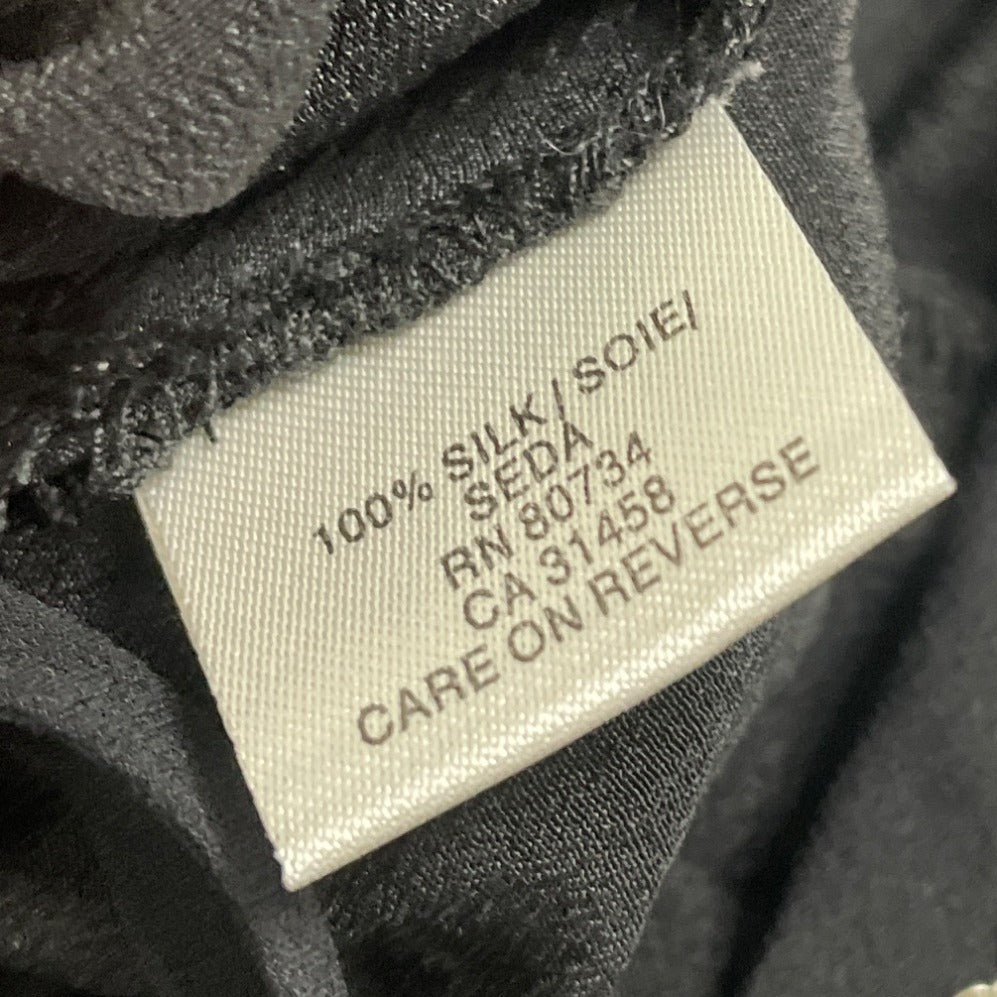 100% SILK / SOIE/
SEDA
RN 80734
CA 31458
CARE ON REVERSE